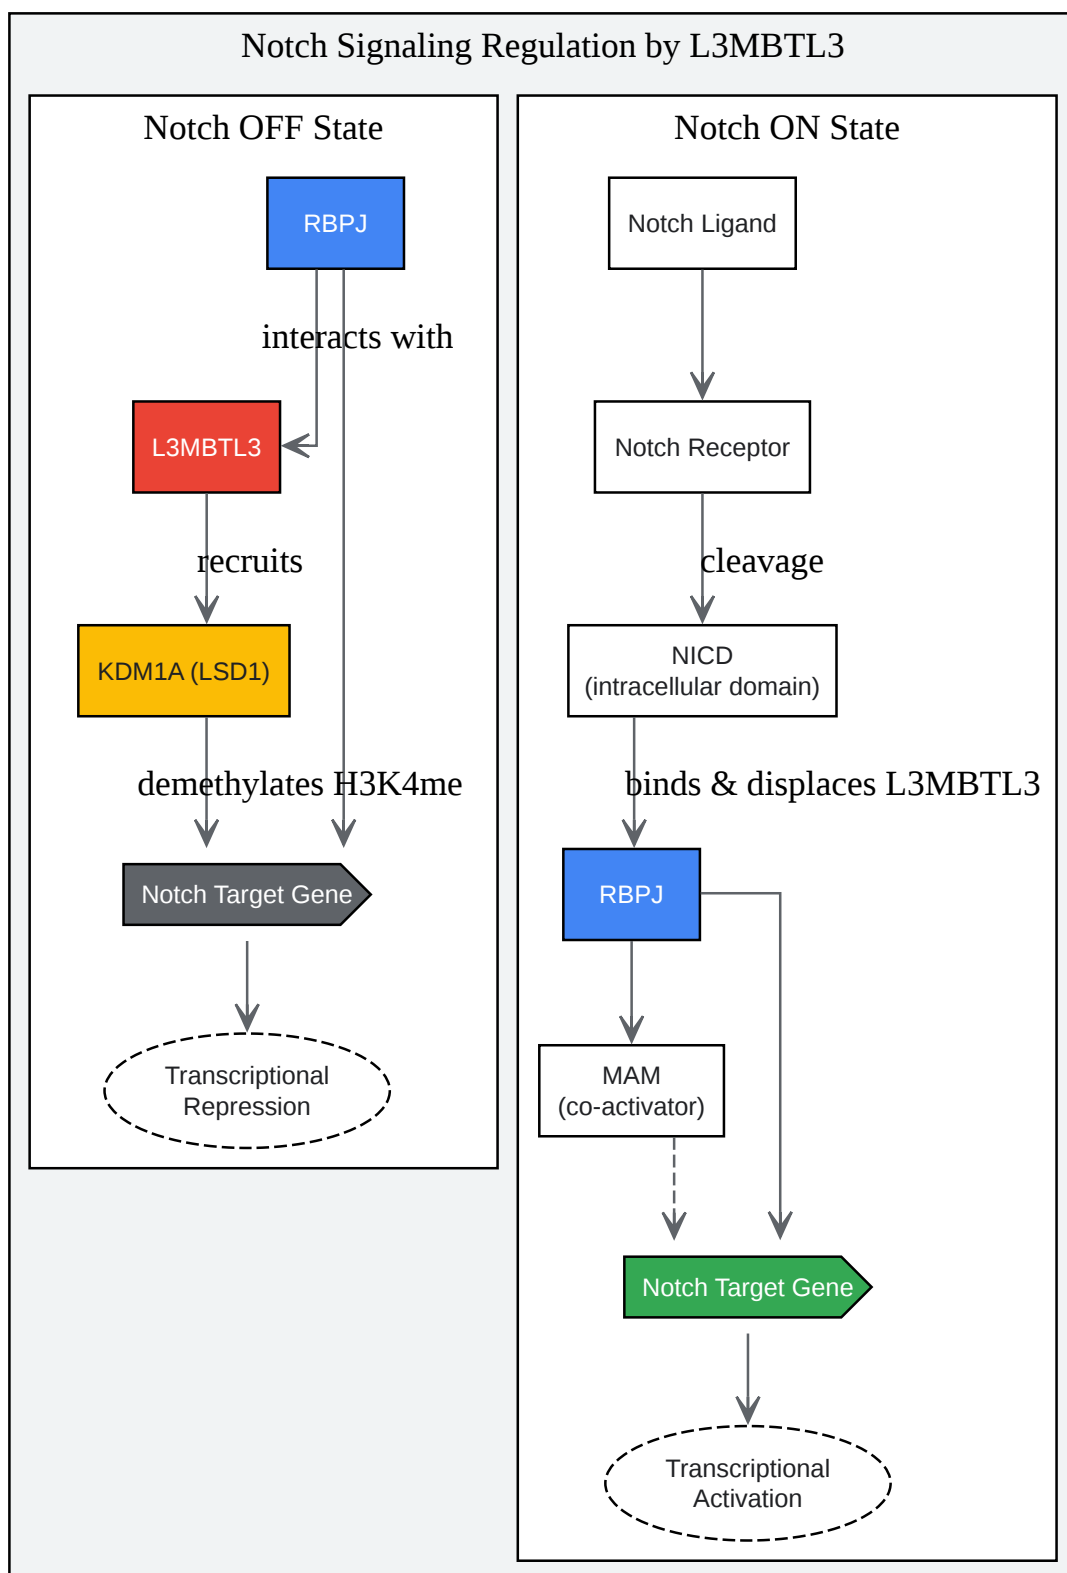 Notch Signaling Regulation by L3MBTL3
Notch OFF State
RBPJ
interacts with
L3MBTL3
recruits
KDM1A (LSD1)
demethylates H3K4me
Notch Target Gene
Transcriptional
Repression
Notch ON State
Notch Ligand
Notch Receptor
cleavage
NICD
(intracellular domain)
binds & displaces L3MBTL3
RBPJ
MAM
(co-activator)
Notch Target Gene
Transcriptional
Activation